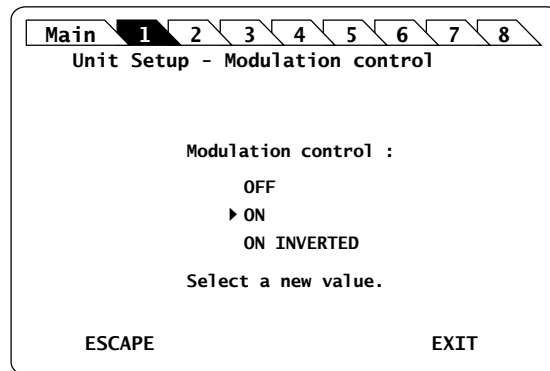 Main 1 2 3 4 5 6 7 8
Unit Setup - Modulation control
Modulation control :
OFF
ON
ON INVERTED
Select a new value.
ESCAPE EXIT